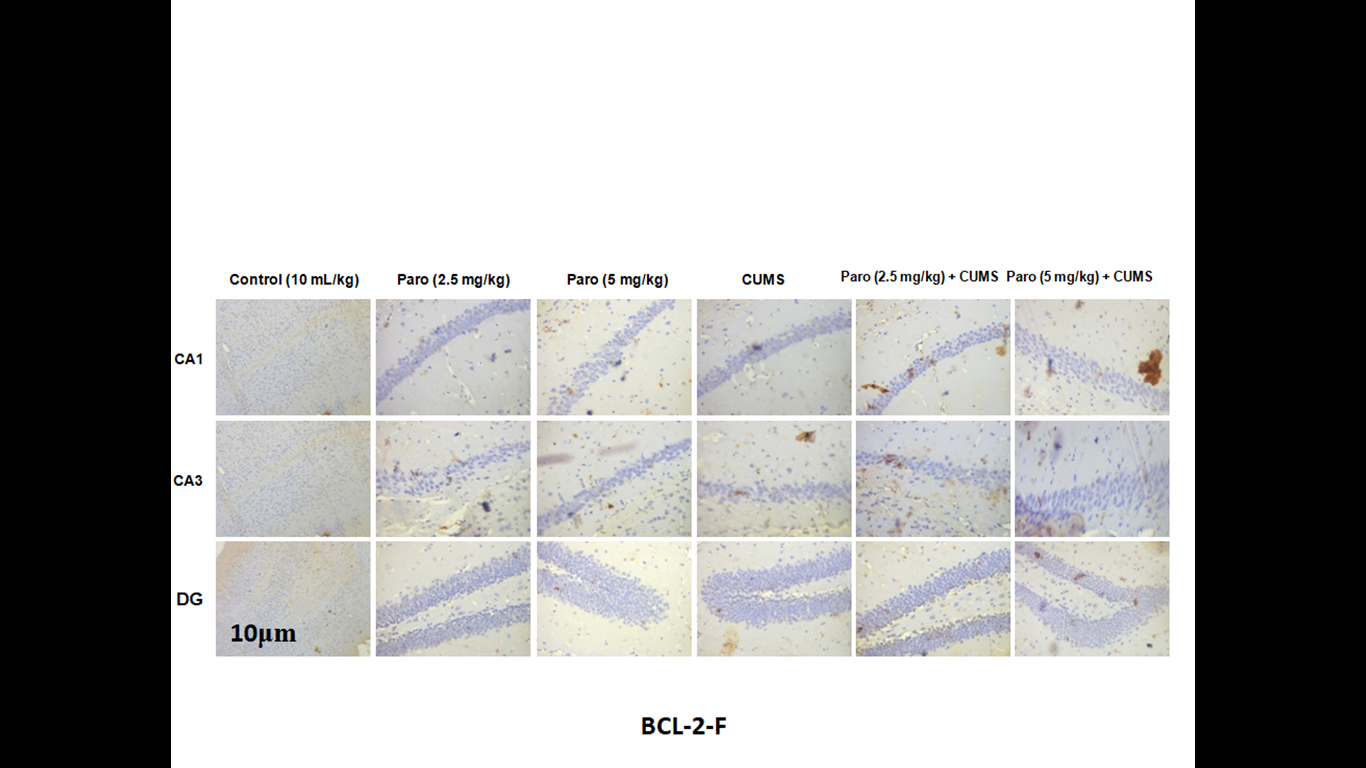 Control (10 mL/kg) Paro (2.5 mg/kg) Paro (5 mg/kg) CUMS Paro (2.5 mg/kg) + CUMS Paro (5 mg/kg) + CUMS
CA1
CA3
DG
10μm
BCL-2-F